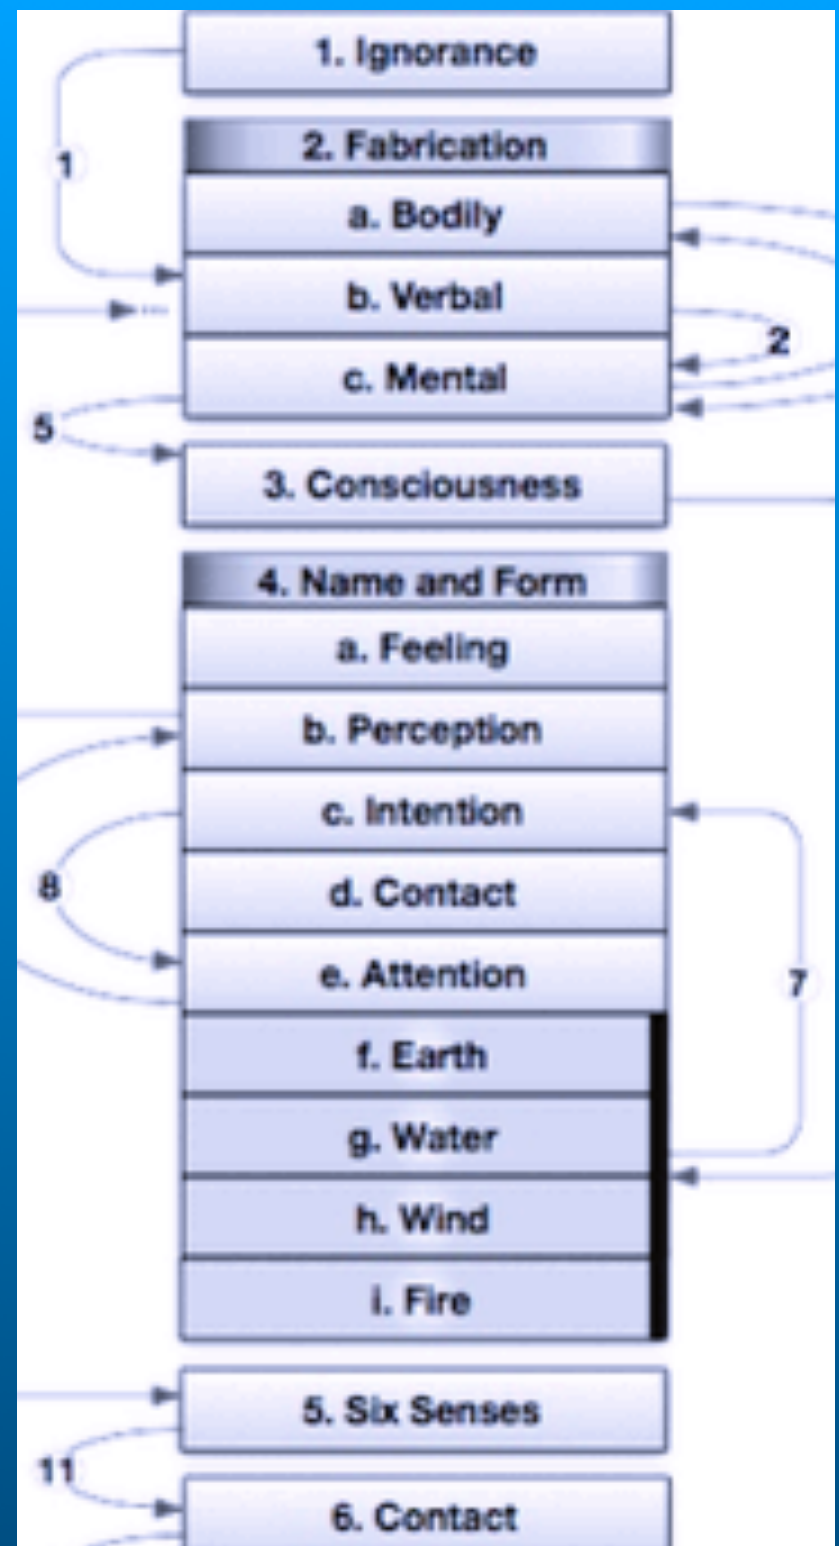 1. Ignorance
2. Fabrication
1
a. Bodily
b. Verbal
2
c. Mental
5
3. Consciousness
4. Name and Form
a. Feeling
b. Perception
c. Intention
8
d. Contact
e. Attention
7
f. Earth
g. Water
h. Wind
i. Fire
5. Six Senses
11
6. Contact